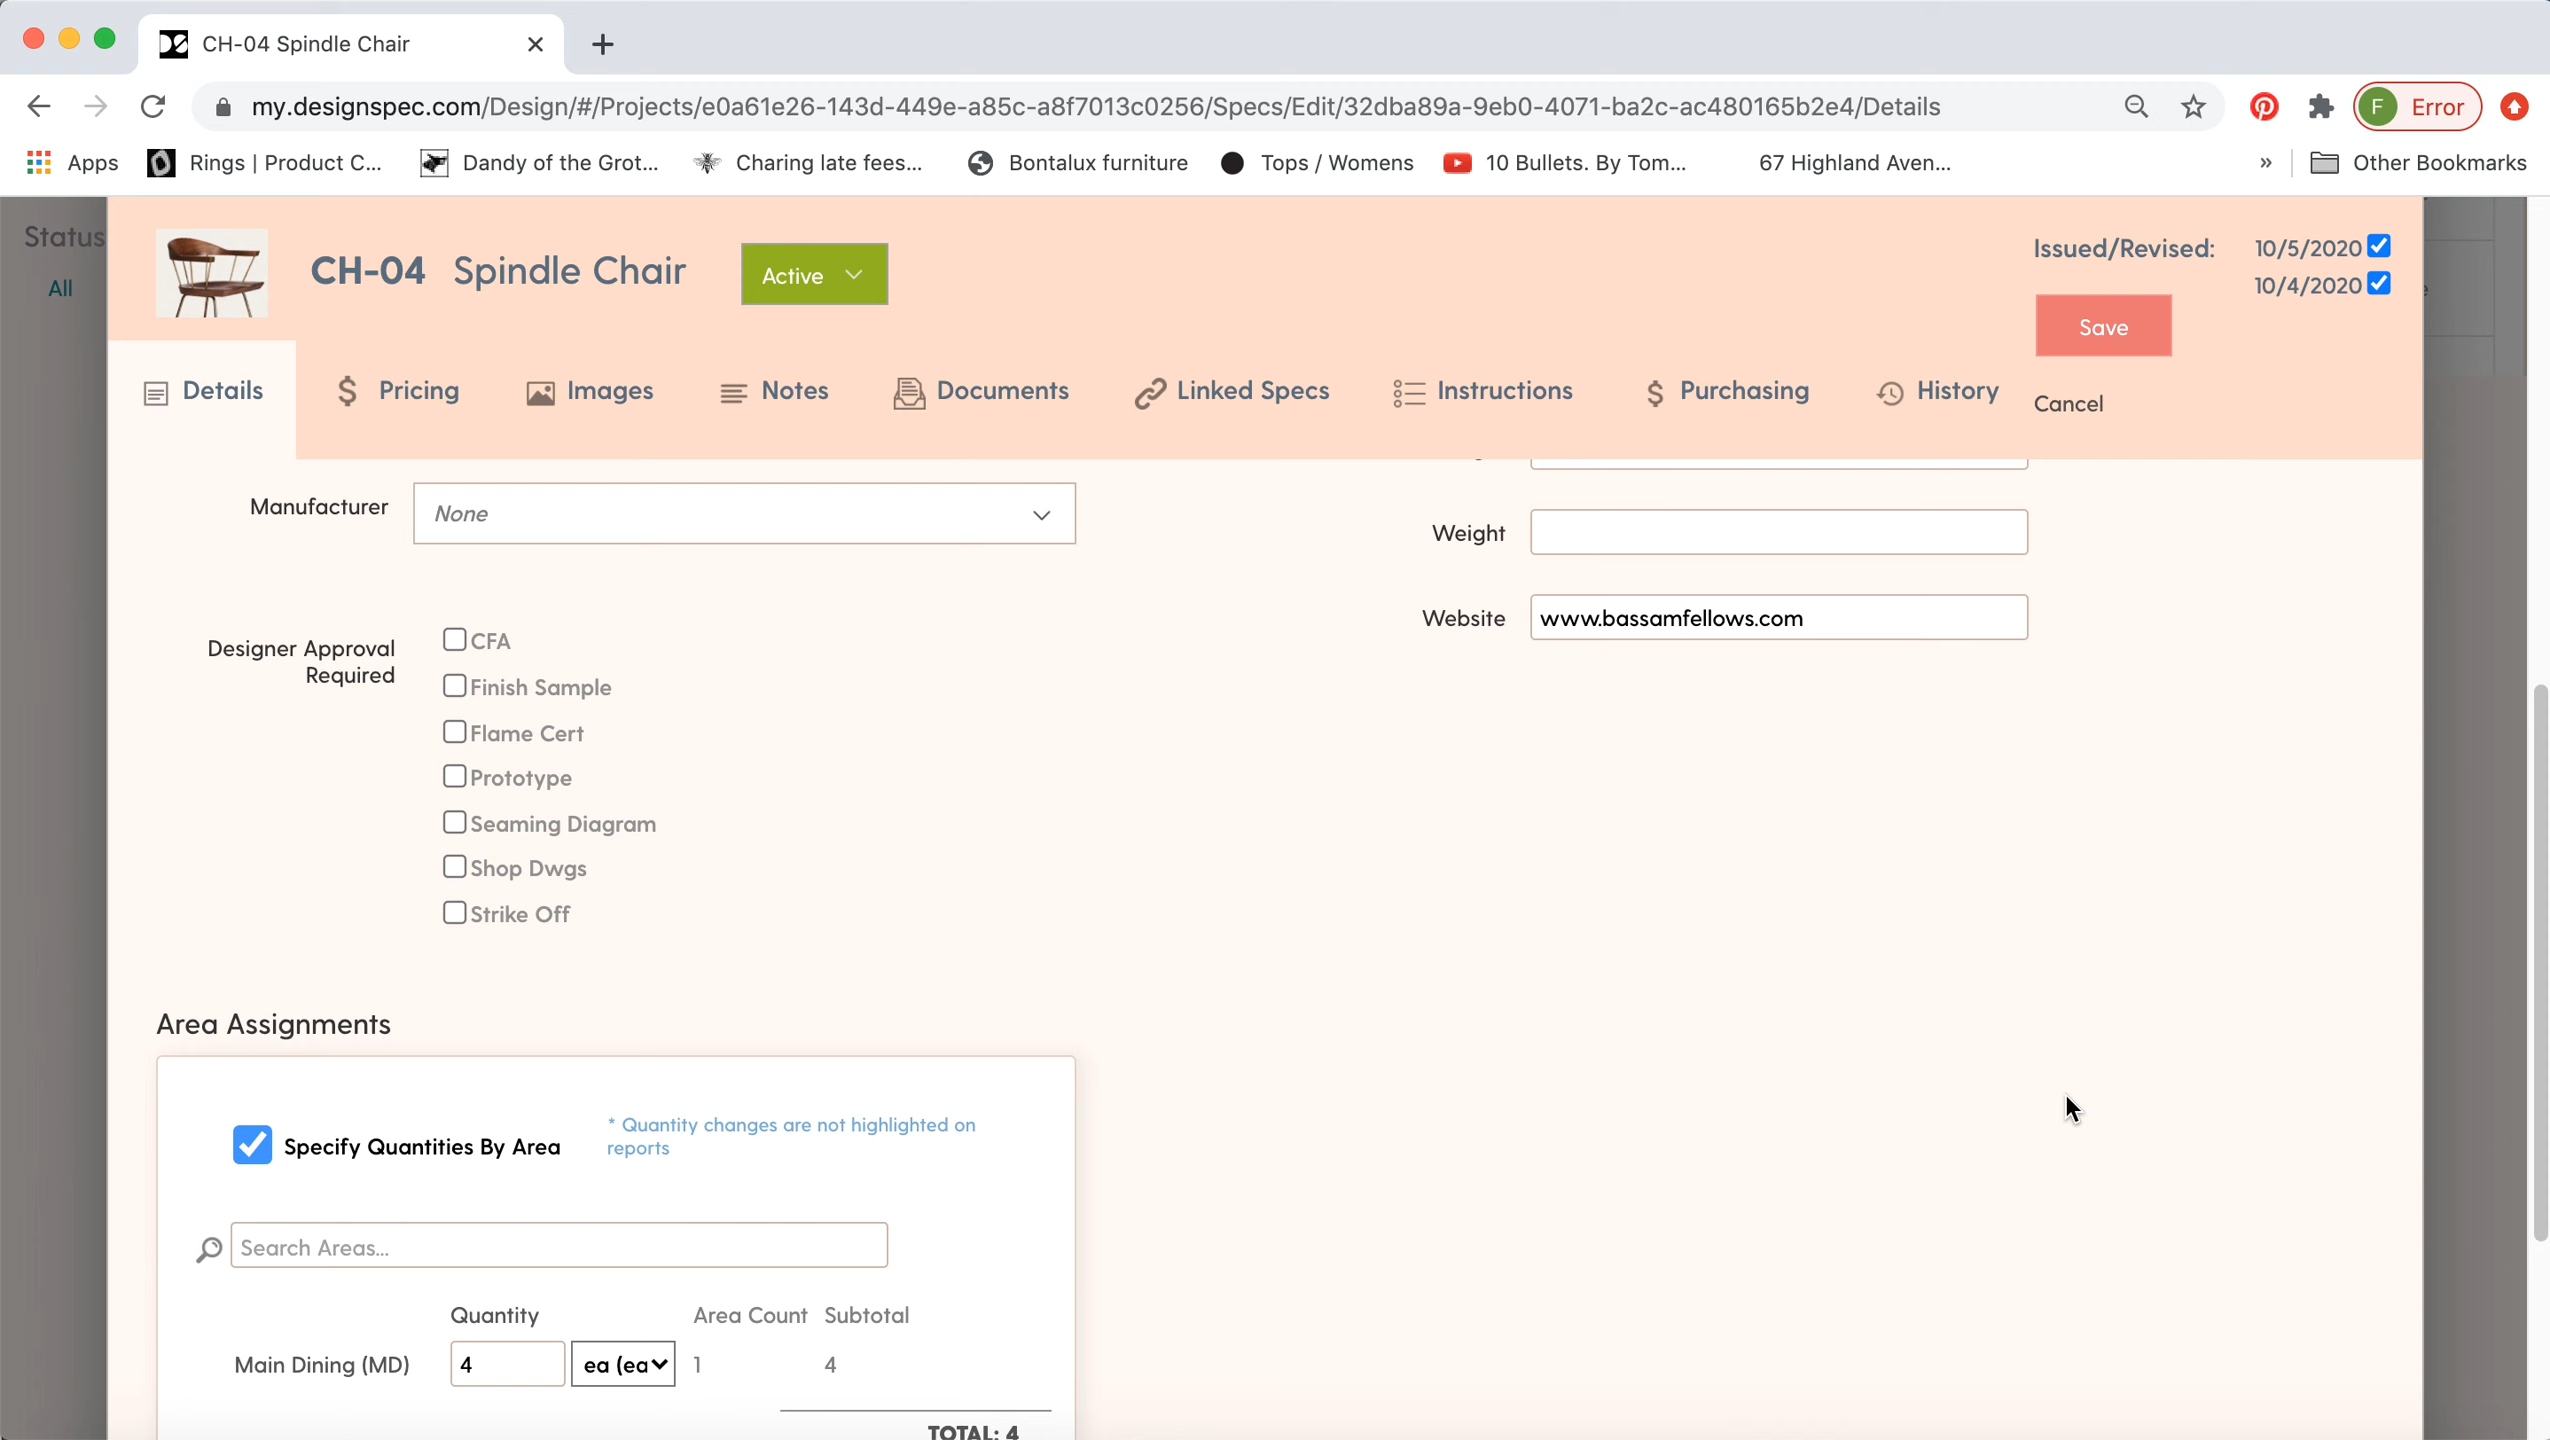 CH-04 Spindle Chair
my.designspec.com/Design/#/Projects/e0a61e26-143d-449e-a85c-a8f7013c0256/Specs/Edit/32dba89a-9eb0-4071-ba2c-ac480165b2e4/Details
F Error
Apps Rings | Product C... Dandy of the Grot... Charing late fees... Bontalux furniture Tops / Womens 10 Bullets. By Tom... 67 Highland Aven... » Other Bookmarks
Status
All
CH-04 Spindle Chair Active
Issued/Revised: 10/5/2020
10/4/2020
Save
Cancel
Details Pricing Images Notes Documents Linked Specs Instructions Purchasing History
Manufacturer None
Weight
Website www.bassamfellows.com
Designer Approval
Required
CFA
Finish Sample
Flame Cert
Prototype
Seaming Diagram
Shop Dwgs
Strike Off
Area Assignments
Specify Quantities By Area
* Quantity changes are not highlighted on
reports
Search Areas...
Quantity Area Count Subtotal
Main Dining (MD) 4 ea (ea 1 4
TOTAL: 4